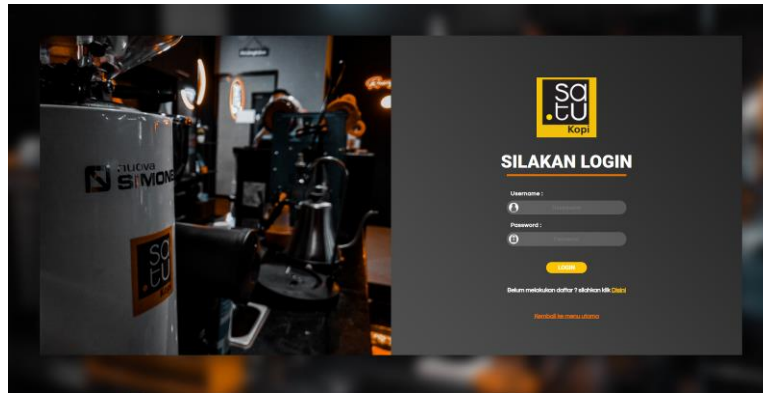 nuova
SIMONE
sa
tu
sa
.tu
Kopi
SILAKAN LOGIN
Username :
Password :
LOGIN
Belum melakukan daftar ? silahkan klik Disini
Kembali ke menu utama